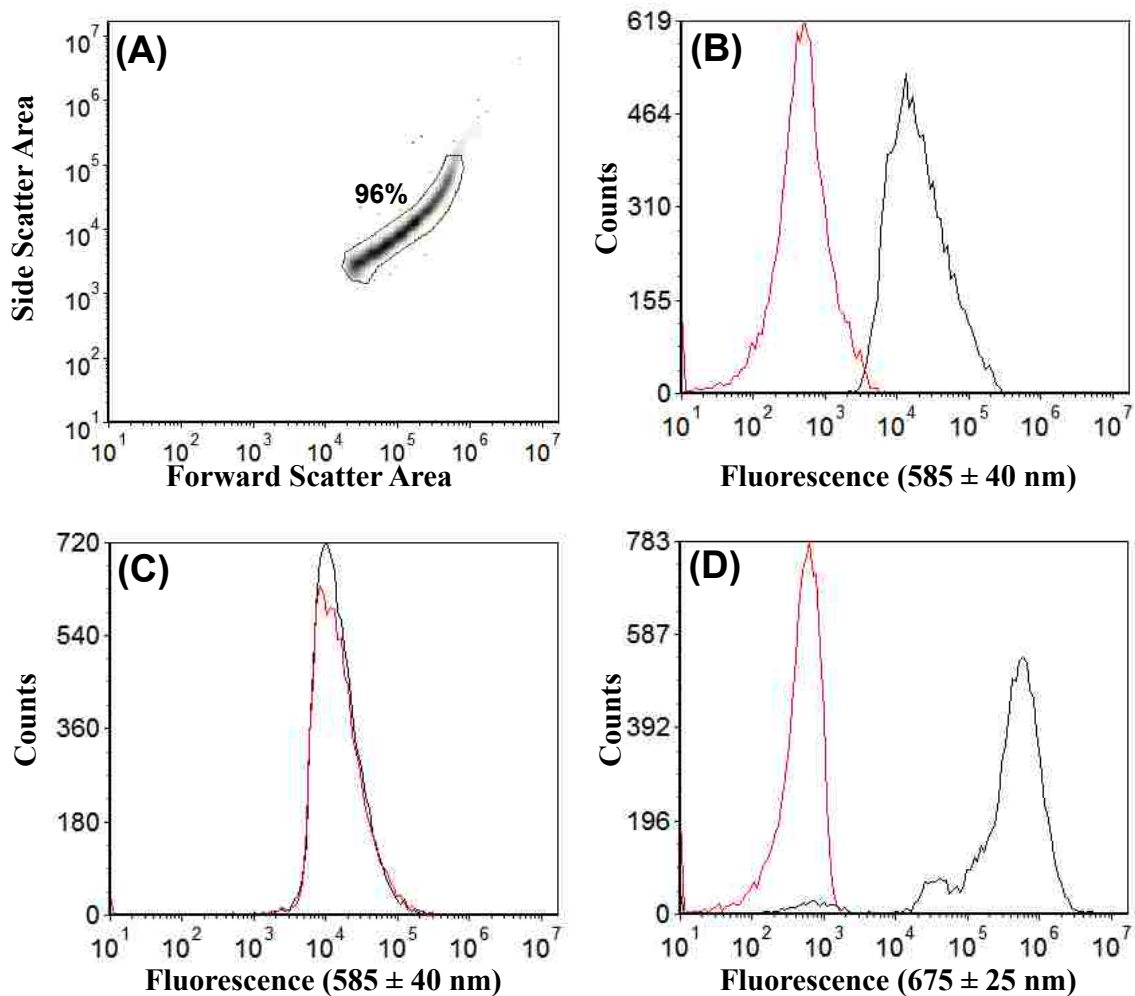 (A)
10^7
10^6
10^5
10^4
10^3
10^2
10^1
Side Scatter Area
96%
10^1 10^2 10^3 10^4 10^5 10^6 10^7
Forward Scatter Area
(B)
619
464
310
155
0
Counts
10^1 10^2 10^3 10^4 10^5 10^6 10^7
Fluorescence (585 ± 40 nm)
(C)
720
540
360
180
0
Counts
10^1 10^2 10^3 10^4 10^5 10^6 10^7
Fluorescence (585 ± 40 nm)
(D)
783
587
392
196
0
Counts
10^1 10^2 10^3 10^4 10^5 10^6 10^7
Fluorescence (675 ± 25 nm)